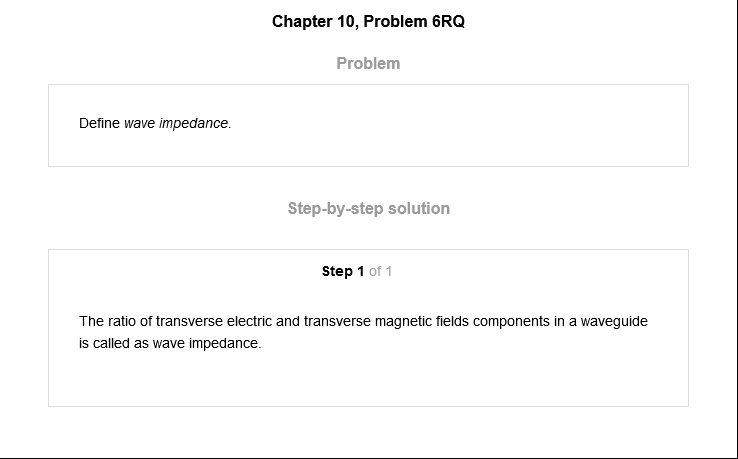 Chapter 10, Problem 6RQ
Problem
Define wave impedance.
Step-by-step solution
Step 1 of 1
The ratio of transverse electric and transverse magnetic fields components in a waveguide
is called as wave impedance.